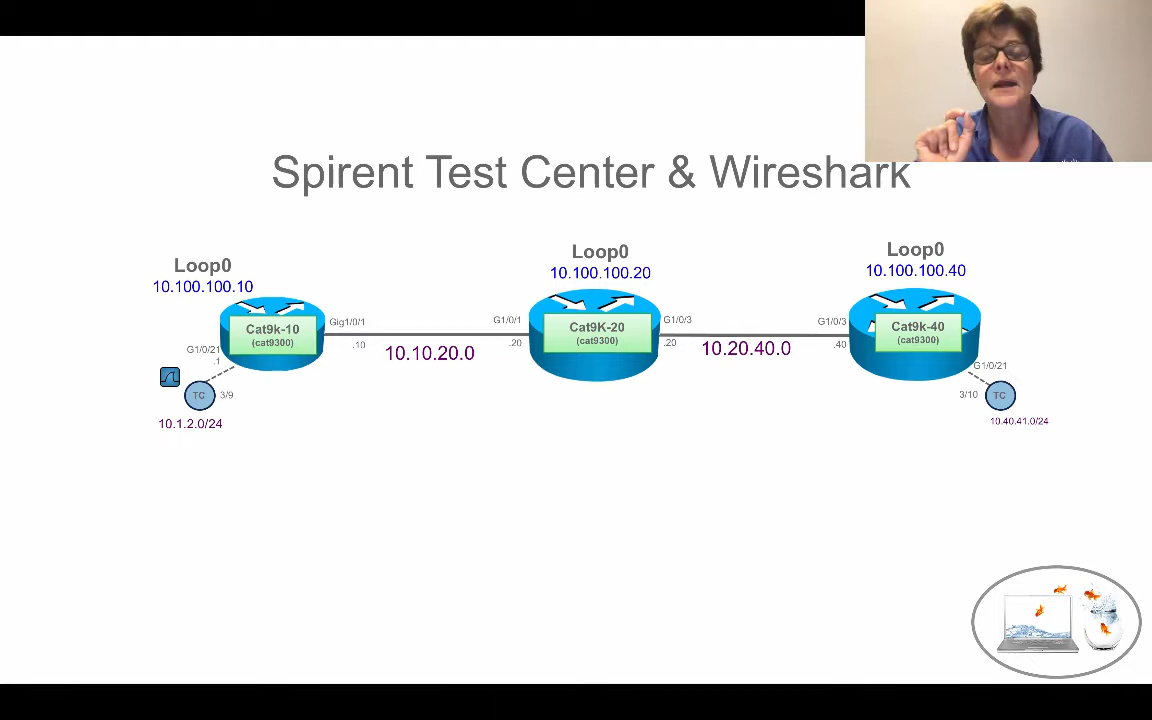 Spirent Test Center & Wireshark
Loop0
10.100.100.10
Loop0
10.100.100.20
Loop0
10.100.100.40
Cat9k-10
(cat9300)
Gig1/0/1
.10
10.10.20.0
G1/0/1
.20
Cat9K-20
(cat9300)
G1/0/3
.20
10.20.40.0
G1/0/3
.40
Cat9k-40
(cat9300)
G1/0/21
.1
TC
3/9
10.1.2.0/24
G1/0/21
3/10
TC
10.40.41.0/24